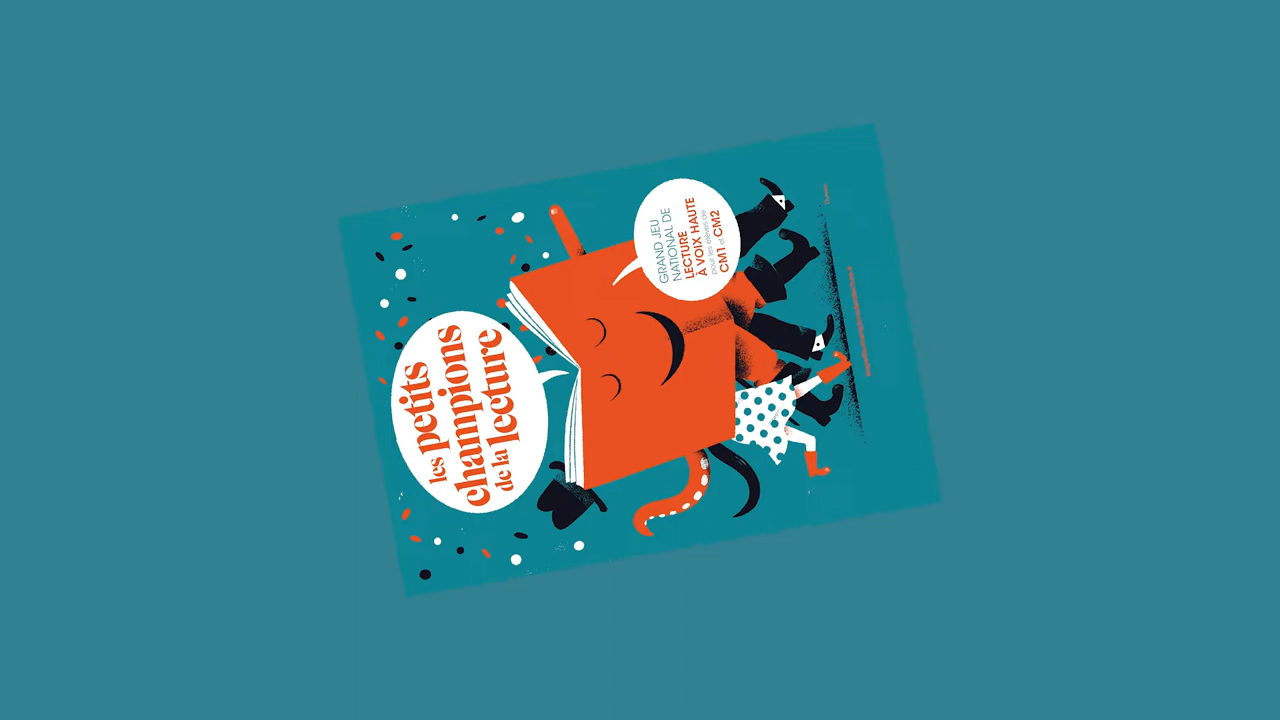 les petits
champions
de la lecture
GRAND JEU
NATIONAL DE
LECTURE
À VOIX HAUTE
pour les élèves de
CM1 et CM2